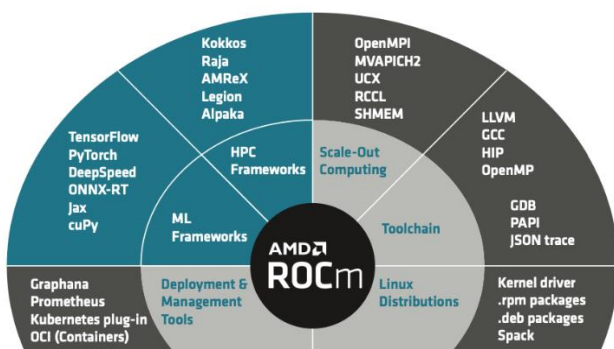 Kokkos
Raja
AMReX
Legion
Alpaka
OpenMPI
MVAPICH2
UCX
RCCL
SHMEM
TensorFlow
PyTorch
DeepSpeed
ONNX-RT
Jax
cuPy
HPC
Frameworks
Scale-Out
Computing
LLVM
GCC
HIP
OpenMP
GDB
PAPI
JSON trace
ML
Frameworks
Toolchain
AMD
ROCm
Graphana
Prometheus
Kubernetes plug-in
OCI (Containers)
Deployment &
Management
Tools
Linux
Distributions
Kernel driver
.rpm packages
.deb packages
Spack